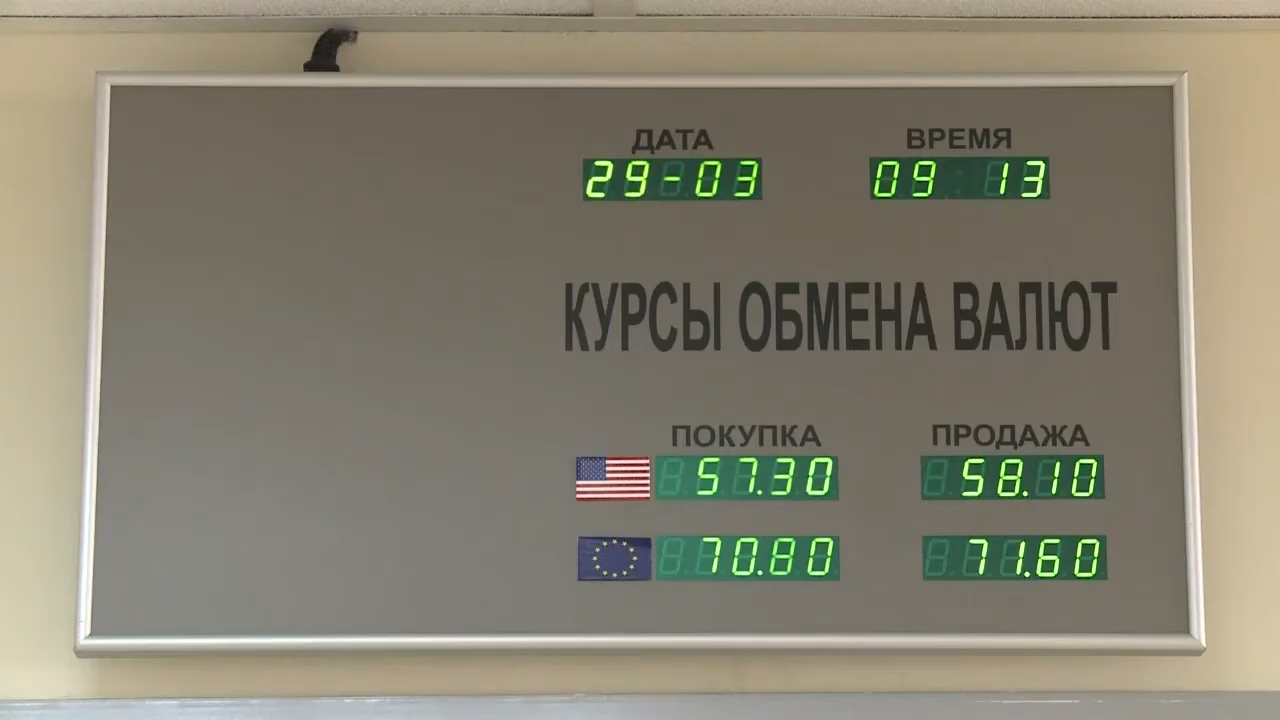 ДАТА ВРЕМЯ
29-03 09 13
КУРСЫ ОБМЕНА ВАЛЮТ
ПОКУПКА ПРОДАЖА
57.30 58.10
70.80 71.60